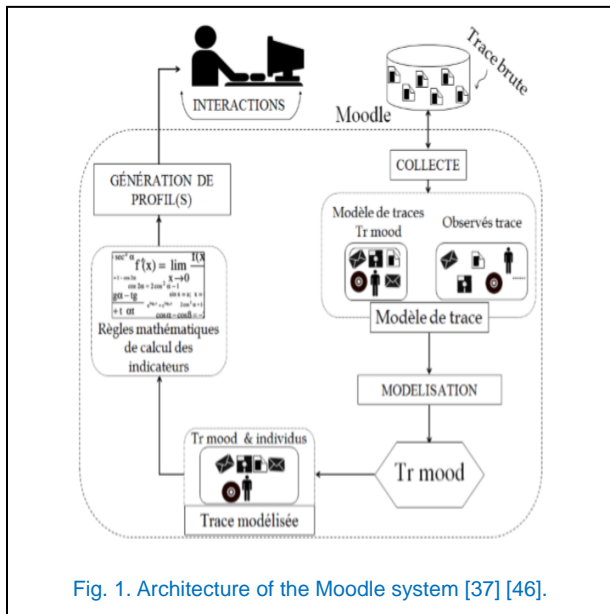 Trace brute
INTERACTIONS
Moodle
COLLECTE
GÉNÉRATION DE
PROFIL(S)
Modèle de traces
Tr mood
Observés trace
Modèle de trace
f'(x) = lim
x→0
f(x
Règles mathématiques
de calcul des
indicateurs
MODELISATION
Tr mood & individus
Tr mood
Trace modélisée
Fig. 1. Architecture of the Moodle system [37] [46].